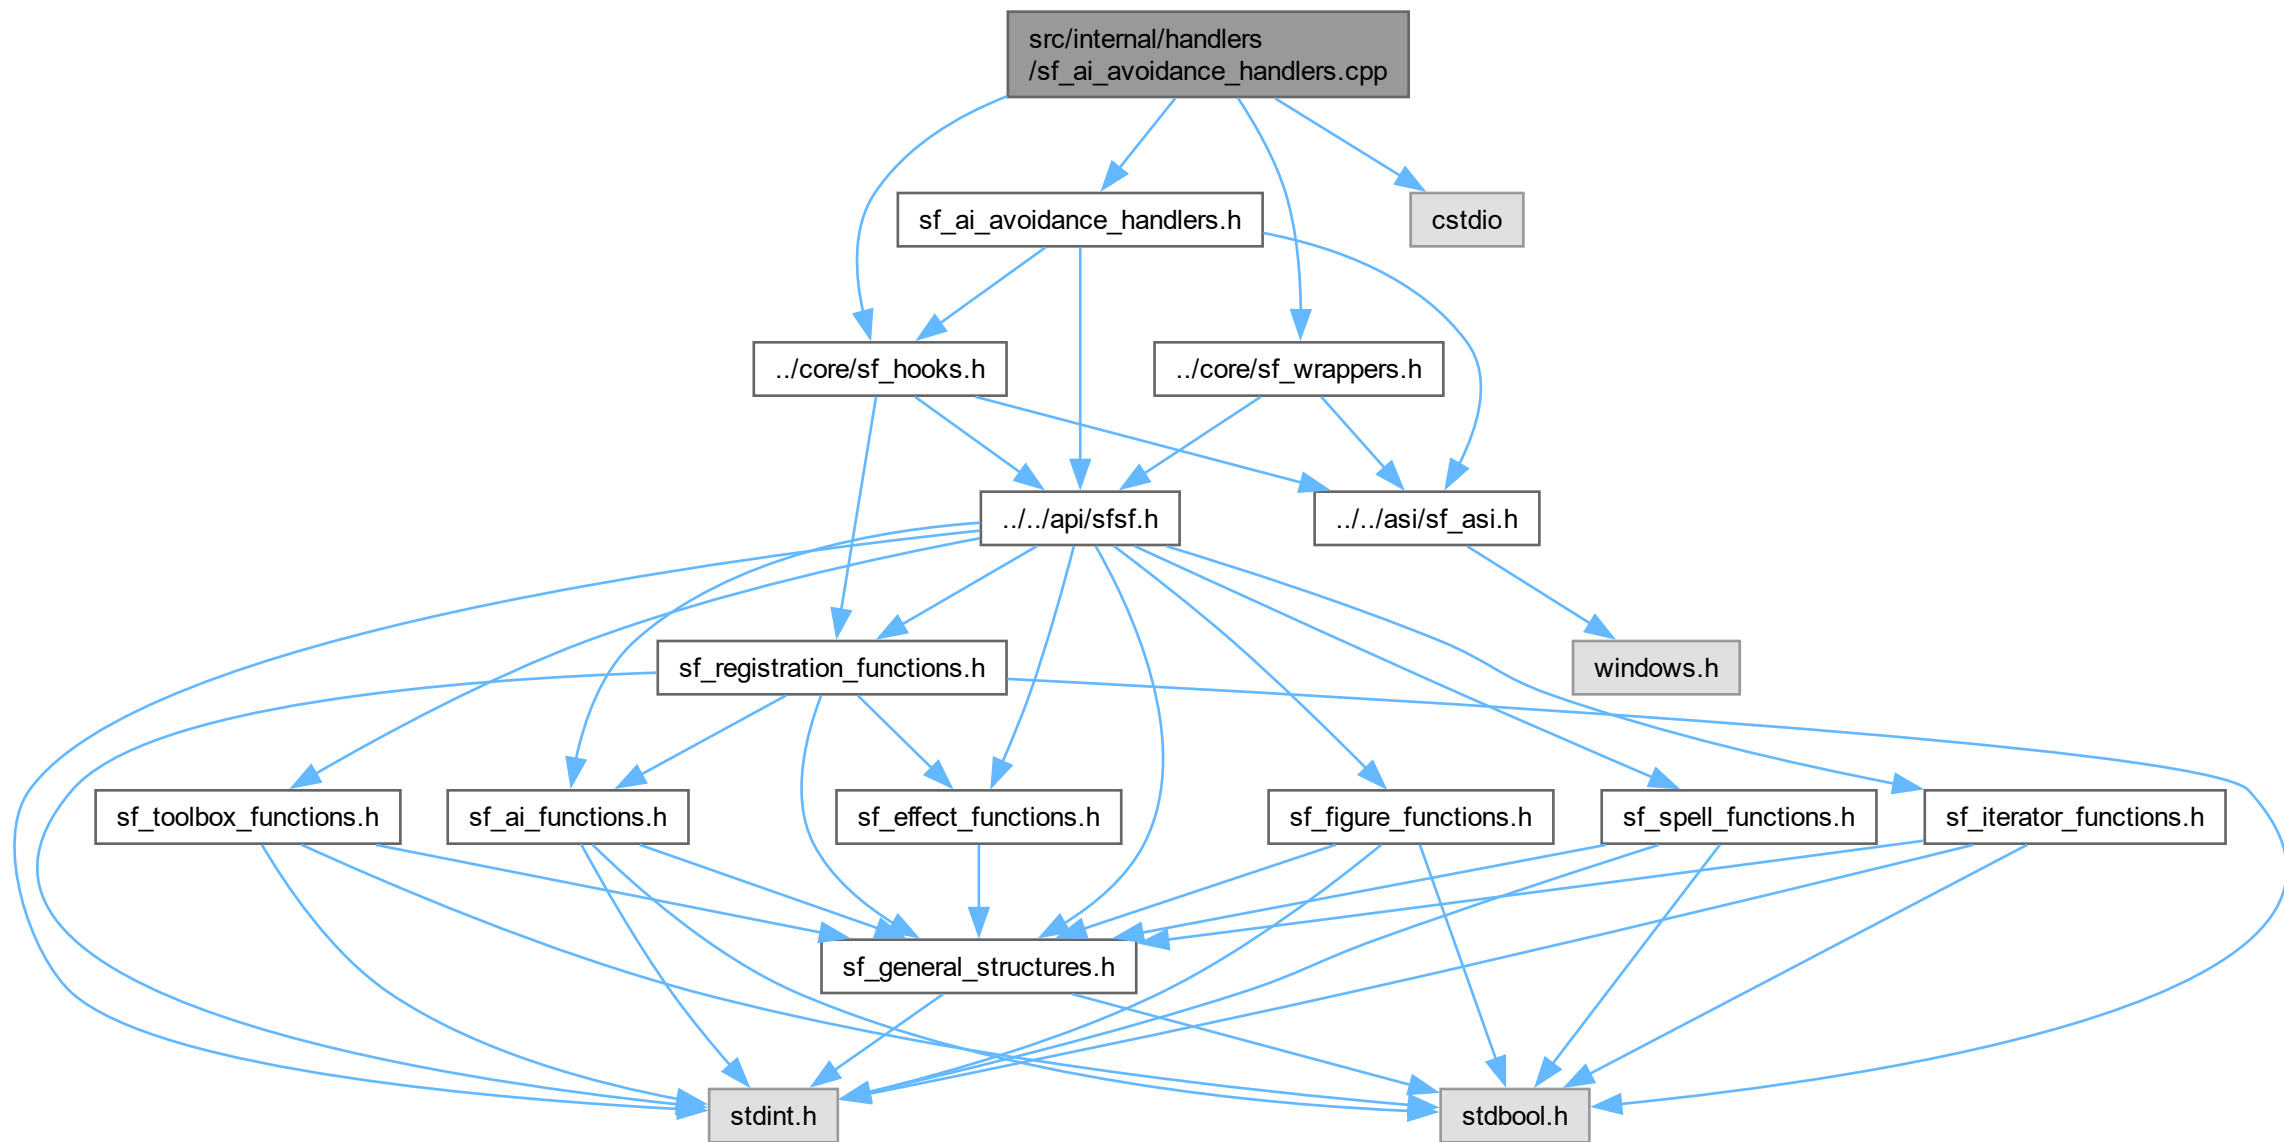 src/internal/handlers
/sf_ai_avoidance_handlers.cpp
sf_ai_avoidance_handlers.h
cstdio
../core/sf_hooks.h
../core/sf_wrappers.h
../../api/sfsf.h
../../asi/sf_asi.h
sf_registration_functions.h
windows.h
sf_toolbox_functions.h
sf_ai_functions.h
sf_effect_functions.h
sf_figure_functions.h
sf_spell_functions.h
sf_iterator_functions.h
sf_general_structures.h
stdint.h
stdbool.h